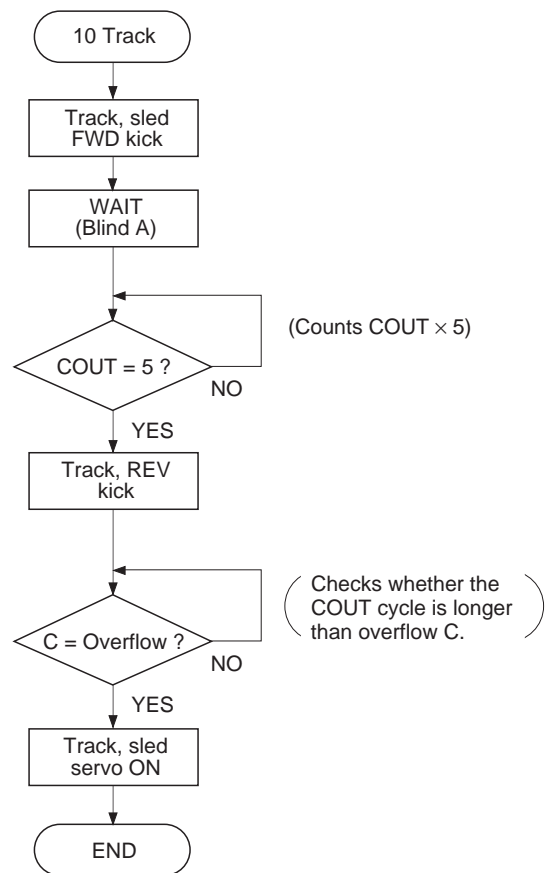 10 Track
Track, sled
FWD kick
WAIT
(Blind A)
(Counts COUT × 5)
COUT = 5 ?
NO
YES
Track, REV
kick
Checks whether the
COUT cycle is longer
than overflow C.
C = Overflow ?
NO
YES
Track, sled
servo ON
END